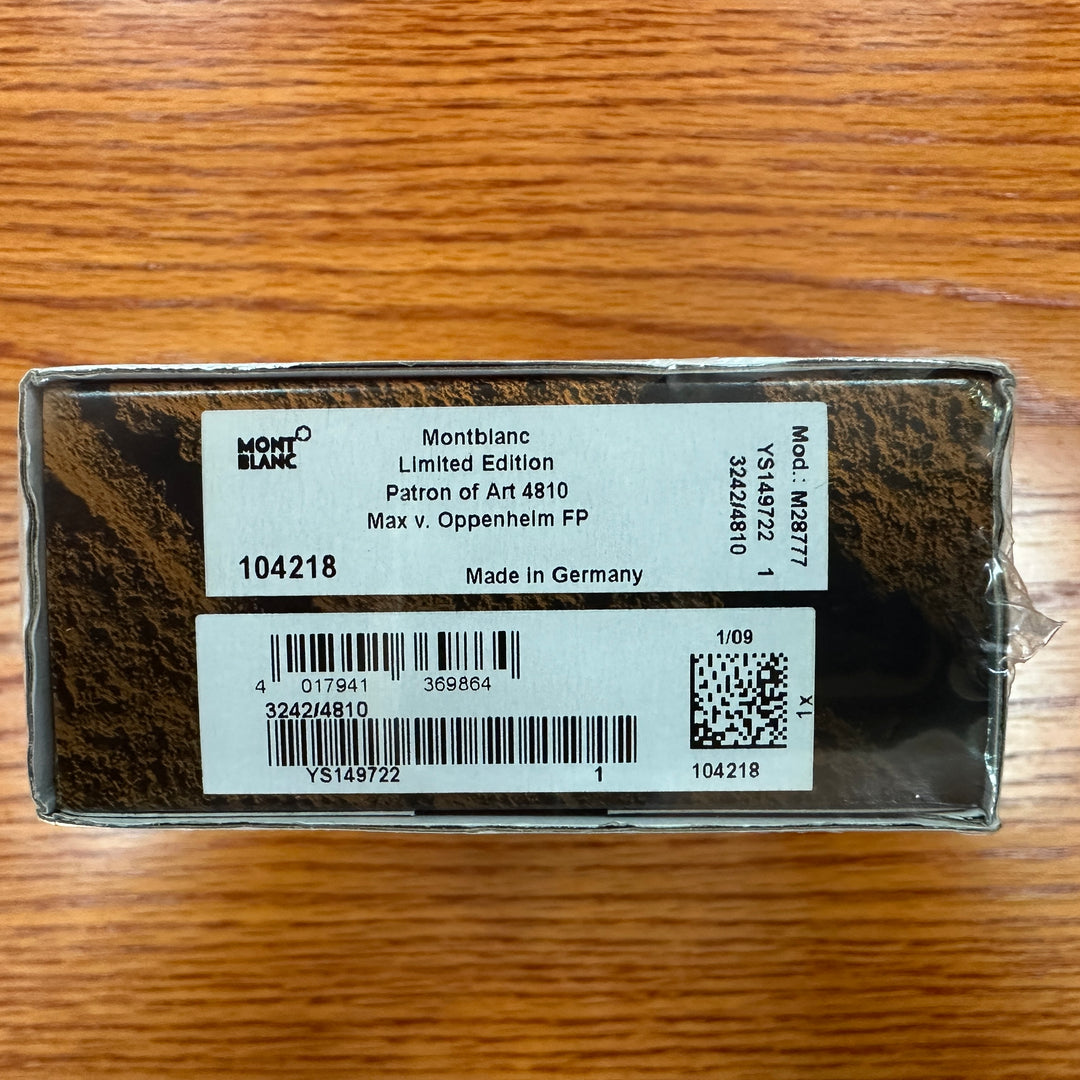 MONT
BLANC
Montblanc
Limited Edition
Patron of Art 4810
Max v. Oppenheim FP
104218
Made in Germany
Mod.: M28777
YS149722 1
3242/4810
4 017941 369864
3242/4810
YS149722 1
1/09
1X
104218